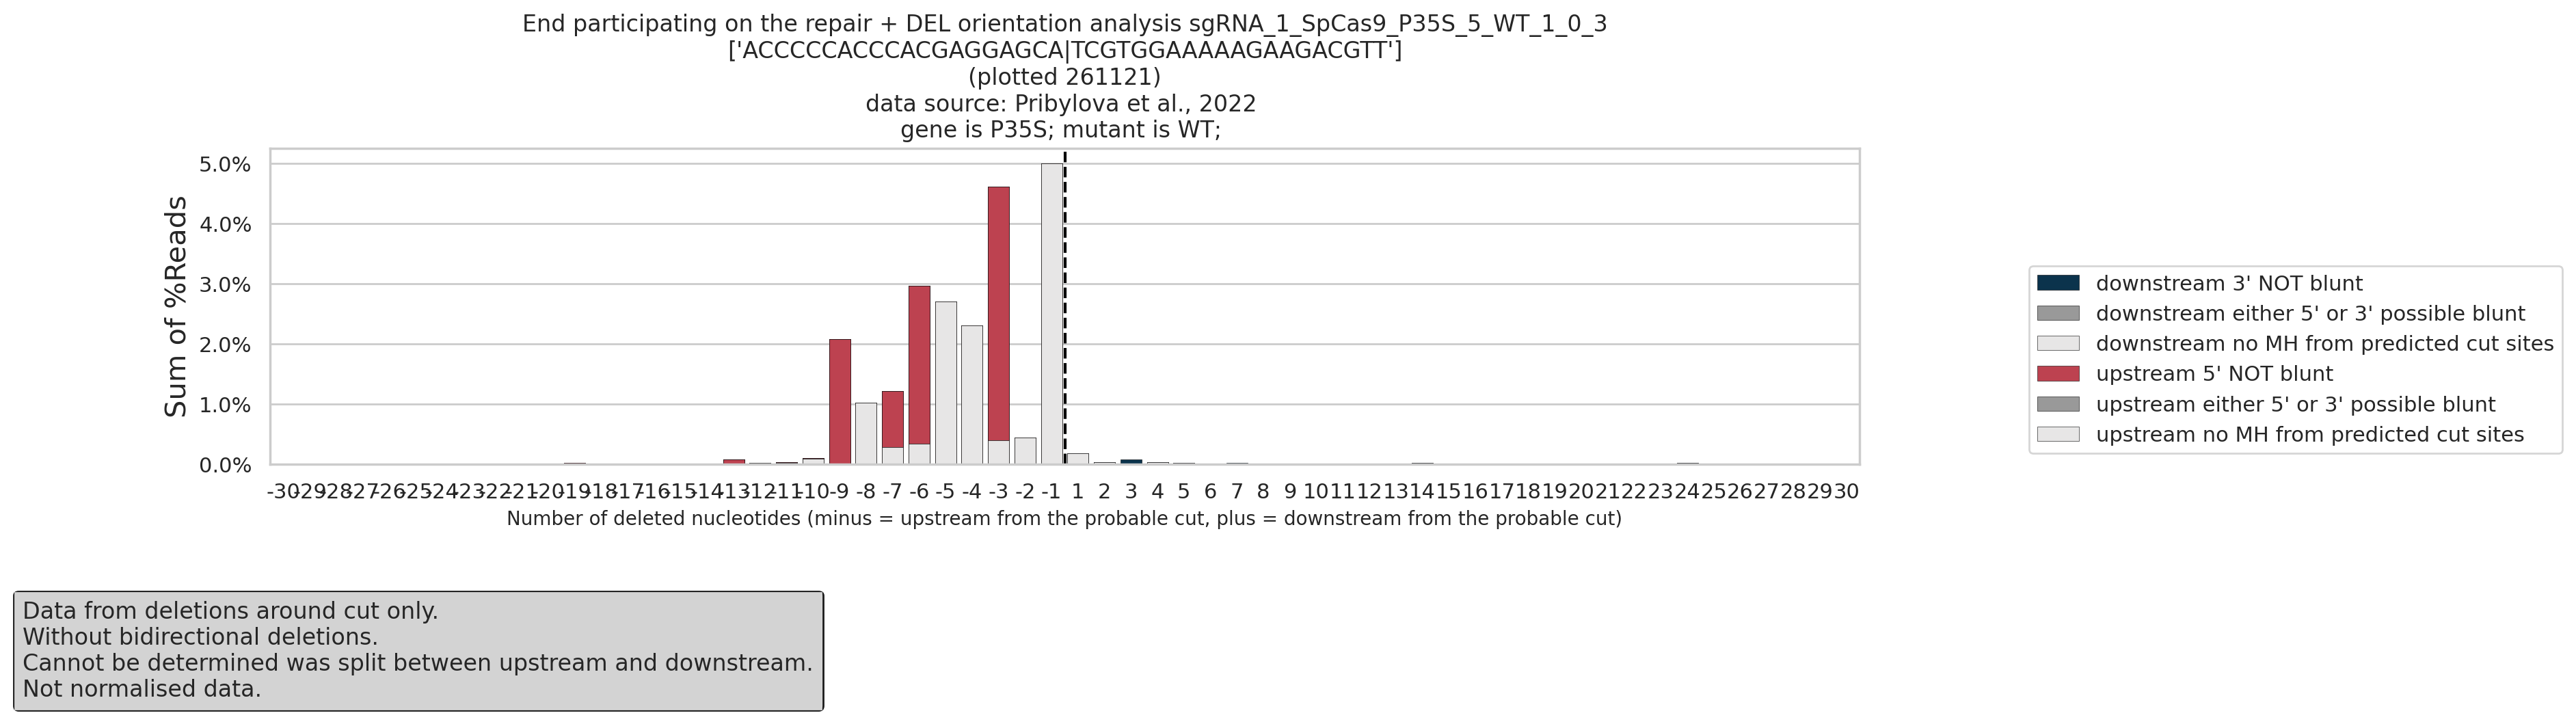 End participating on the repair + DEL orientation analysis sgRNA_1_SpCas9_P35S_5_WT_1_0_3
['ACCCCCACCCACGAGGAGCA|TCGTGGAAAAAGAAGACGTT']
(plotted 261121)
data source: Pribylova et al., 2022
gene is P35S; mutant is WT;
5.0%
4.0%
3.0%
2.0%
1.0%
0.0%
Sum of %Reads
-30 -29 -28 -27 -26 -25 -24 -23 -22 -21 -20 -19 -18 -17 -16 -15 -14 -13 -12 -11 -10 -9 -8 -7 -6 -5 -4 -3 -2 -1 1 2 3 4 5 6 7 8 9 10 11 12 13 14 15 16 17 18 19 20 21 22 23 24 25 26 27 28 29 30
Number of deleted nucleotides (minus = upstream from the probable cut, plus = downstream from the probable cut)
downstream 3' NOT blunt
downstream either 5' or 3' possible blunt
downstream no MH from predicted cut sites
upstream 5' NOT blunt
upstream either 5' or 3' possible blunt
upstream no MH from predicted cut sites
Data from deletions around cut only.
Without bidirectional deletions.
Cannot be determined was split between upstream and downstream.
Not normalised data.